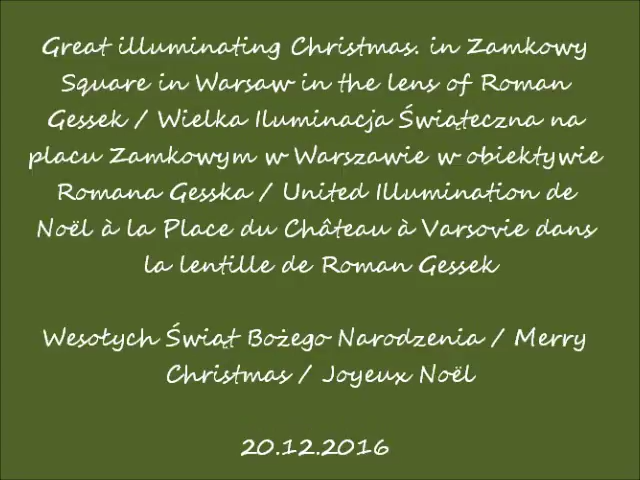 Great illuminating Christmas. in Zamkowy
Square in Warsaw in the lens of Roman
Gessek / Wielka Iluminacja Świąteczna na
placu Zamkowym w Warszawie w obiektywie
Romana Gesska / United Illumination de
Noël à la Place du Château à Varsovie dans
la lentille de Roman Gessek
Wesołych Świąt Bożego Narodzenia / Merry
Christmas / Joyeux Noël
20.12.2016